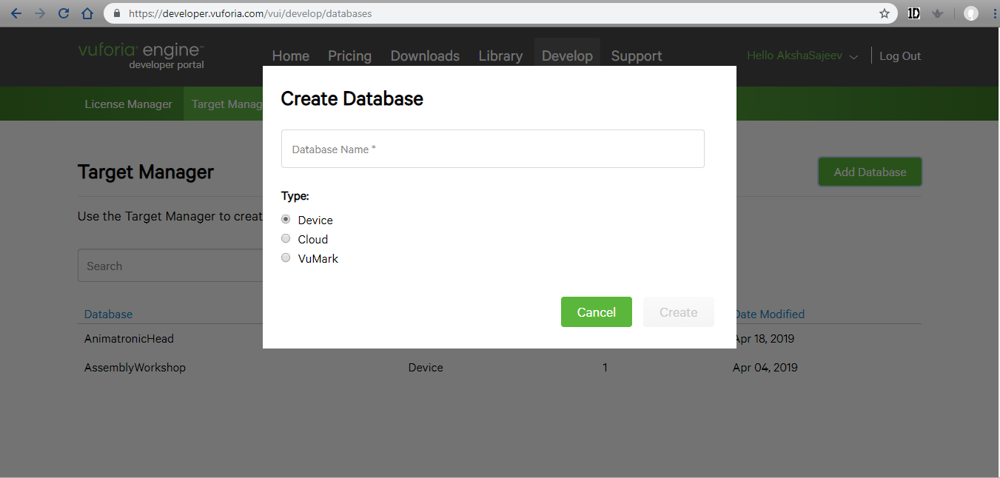 https://developer.vuforia.com/vui/develop/databases
1D
vuforia® engine™
developer portal
Home Pricing Downloads Library Develop Support
Hello AkshaSajeev
Log Out
License Manager Target Manag
Create Database
Database Name *
Type:
Device
Cloud
VuMark
Cancel Create
Target Manager
Add Database
Use the Target Manager to creat
Search
Database Date Modified
AnimatronicHead Apr 18, 2019
AssemblyWorkshop Device 1 Apr 04, 2019